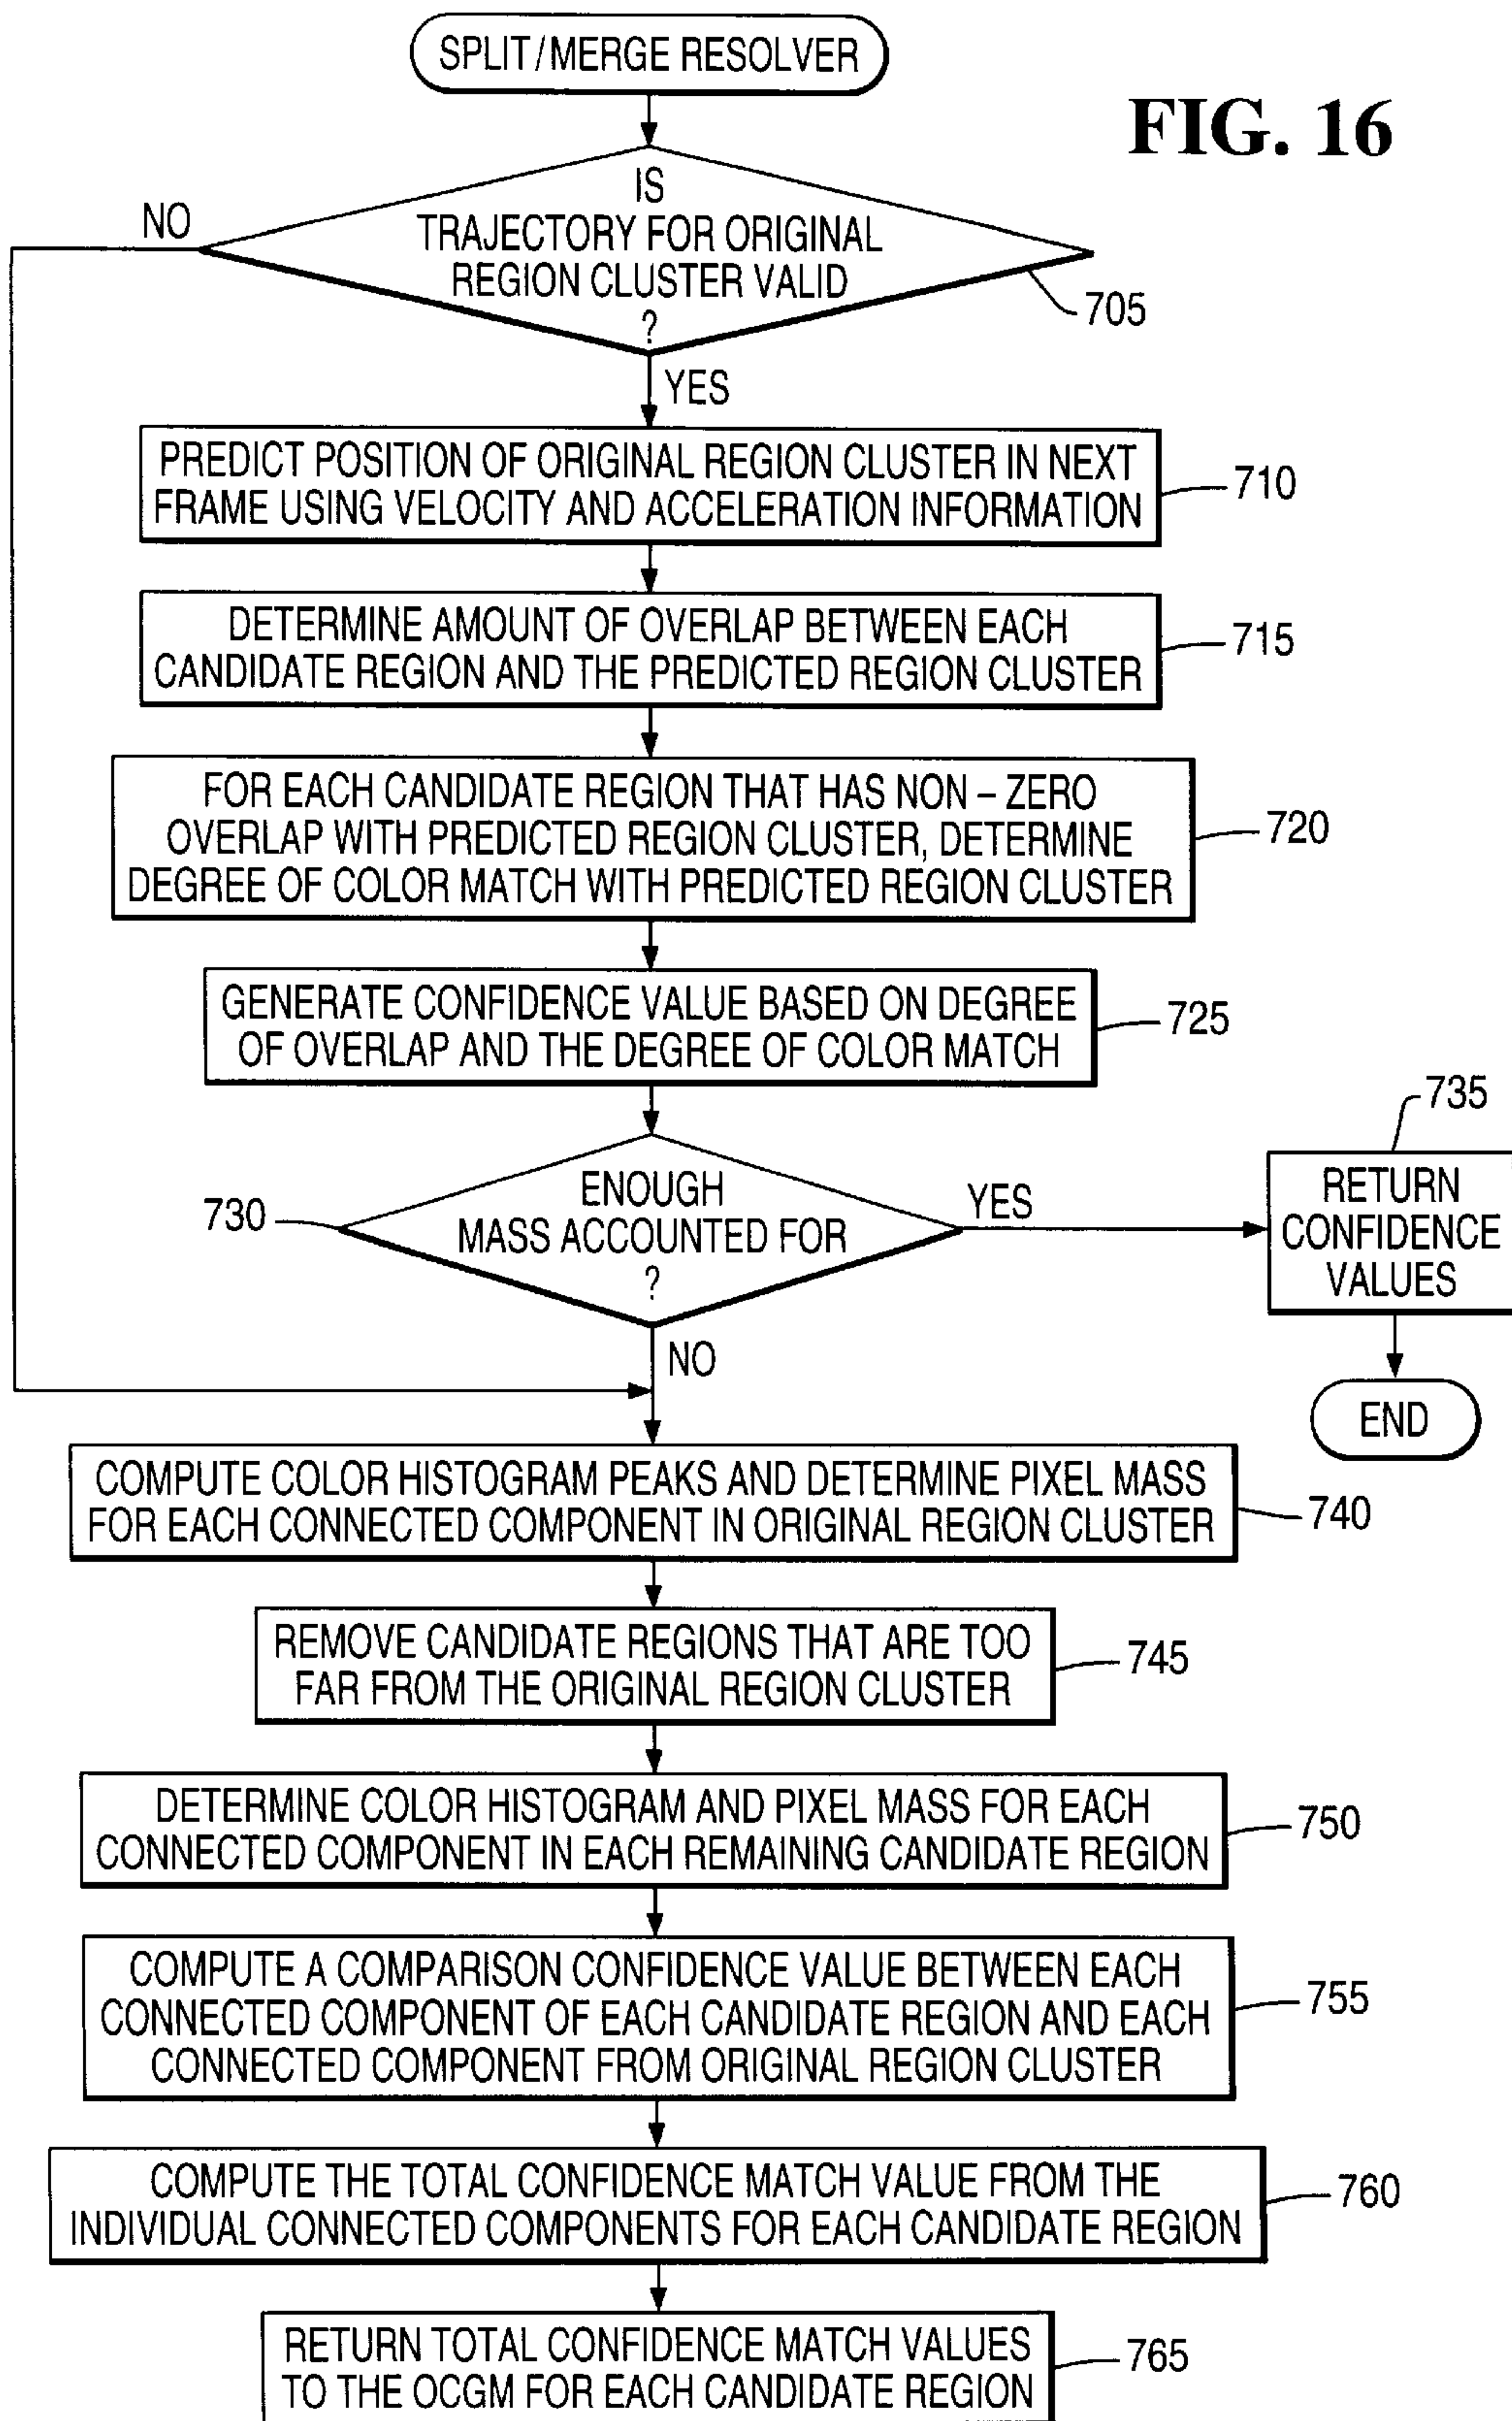 SPLIT/MERGE RESOLVER
FIG. 16
IS
TRAJECTORY FOR ORIGINAL
REGION CLUSTER VALID
?
NO
705
YES
PREDICT POSITION OF ORIGINAL REGION CLUSTER IN NEXT
FRAME USING VELOCITY AND ACCELERATION INFORMATION
710
DETERMINE AMOUNT OF OVERLAP BETWEEN EACH
CANDIDATE REGION AND THE PREDICTED REGION CLUSTER
715
FOR EACH CANDIDATE REGION THAT HAS NON – ZERO
OVERLAP WITH PREDICTED REGION CLUSTER, DETERMINE
DEGREE OF COLOR MATCH WITH PREDICTED REGION CLUSTER
720
GENERATE CONFIDENCE VALUE BASED ON DEGREE
OF OVERLAP AND THE DEGREE OF COLOR MATCH
725
730
ENOUGH
MASS ACCOUNTED FOR
?
YES
735
RETURN
CONFIDENCE
VALUES
END
NO
COMPUTE COLOR HISTOGRAM PEAKS AND DETERMINE PIXEL MASS
FOR EACH CONNECTED COMPONENT IN ORIGINAL REGION CLUSTER
740
REMOVE CANDIDATE REGIONS THAT ARE TOO
FAR FROM THE ORIGINAL REGION CLUSTER
745
DETERMINE COLOR HISTOGRAM AND PIXEL MASS FOR EACH
CONNECTED COMPONENT IN EACH REMAINING CANDIDATE REGION
750
COMPUTE A COMPARISON CONFIDENCE VALUE BETWEEN EACH
CONNECTED COMPONENT OF EACH CANDIDATE REGION AND EACH
CONNECTED COMPONENT FROM ORIGINAL REGION CLUSTER
755
COMPUTE THE TOTAL CONFIDENCE MATCH VALUE FROM THE
INDIVIDUAL CONNECTED COMPONENTS FOR EACH CANDIDATE REGION
760
RETURN TOTAL CONFIDENCE MATCH VALUES
TO THE OCGM FOR EACH CANDIDATE REGION
765